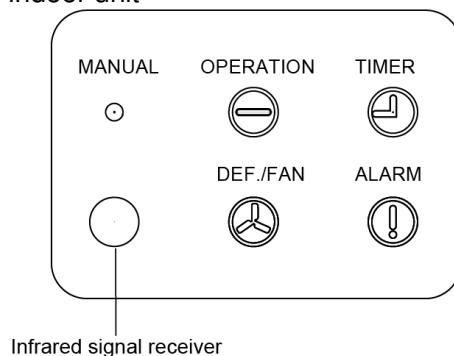 Indoor unit
MANUAL OPERATION TIMER
DEF./FAN ALARM
Infrared signal receiver